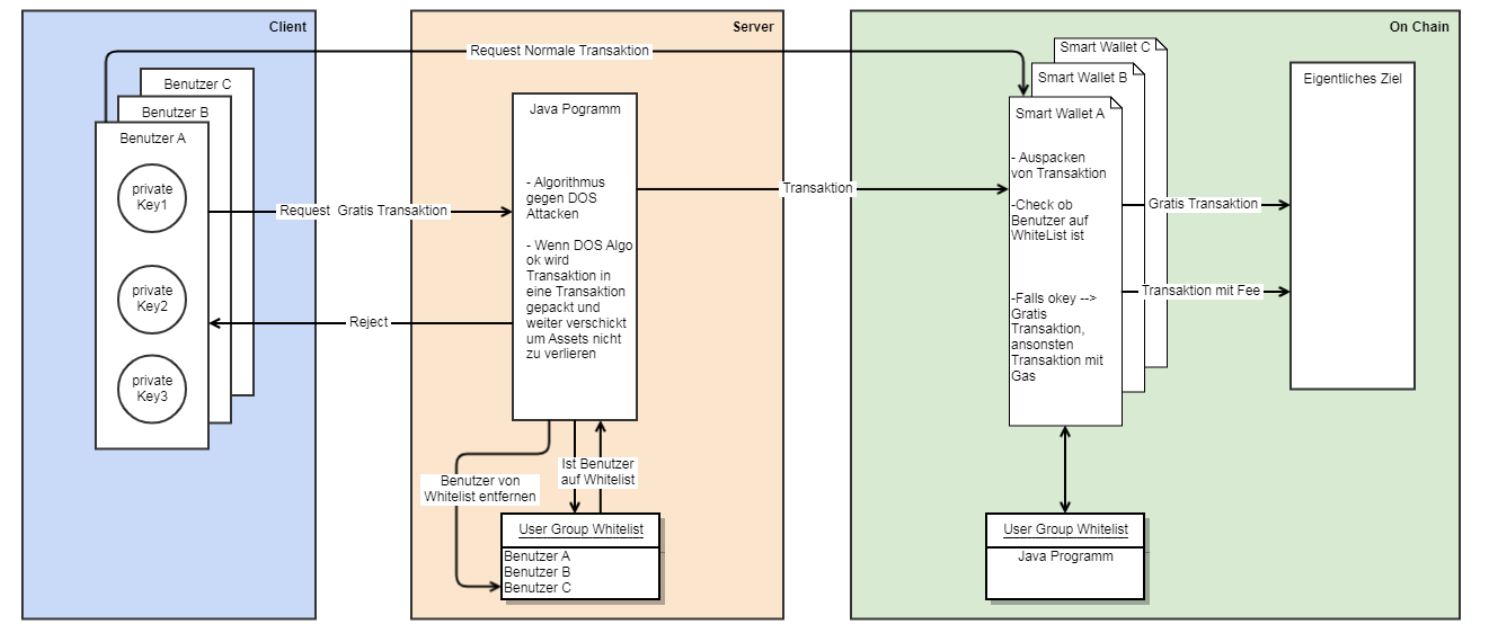 Client
Server
On Chain
Request Normale Transaktion
Benutzer C
Benutzer B
Benutzer A
private
Key1
private
Key2
private
Key3
Request  Gratis Transaktion
Reject
Java Pogramm
- Algorithmus
gegen DOS
Attacken
- Wenn DOS Algo
ok wird
Transaktion in
eine Transaktion
gepackt und
weiter verschickt
um Assets nicht
zu verlieren
Benutzer von
Whitelist entfernen
Ist Benutzer
auf Whitelist
User Group Whitelist
Benutzer A
Benutzer B
Benutzer C
Transaktion
Smart Wallet C
Smart Wallet B
Smart Wallet A
- Auspacken
von Transaktion
-Check ob
Benutzer auf
WhiteList ist
-Falls okey -->
Gratis
Transaktion,
ansonsten
Transaktion mit
Gas
Gratis Transaktion
Transaktion mit Fee
Eigentliches Ziel
User Group Whitelist
Java Programm